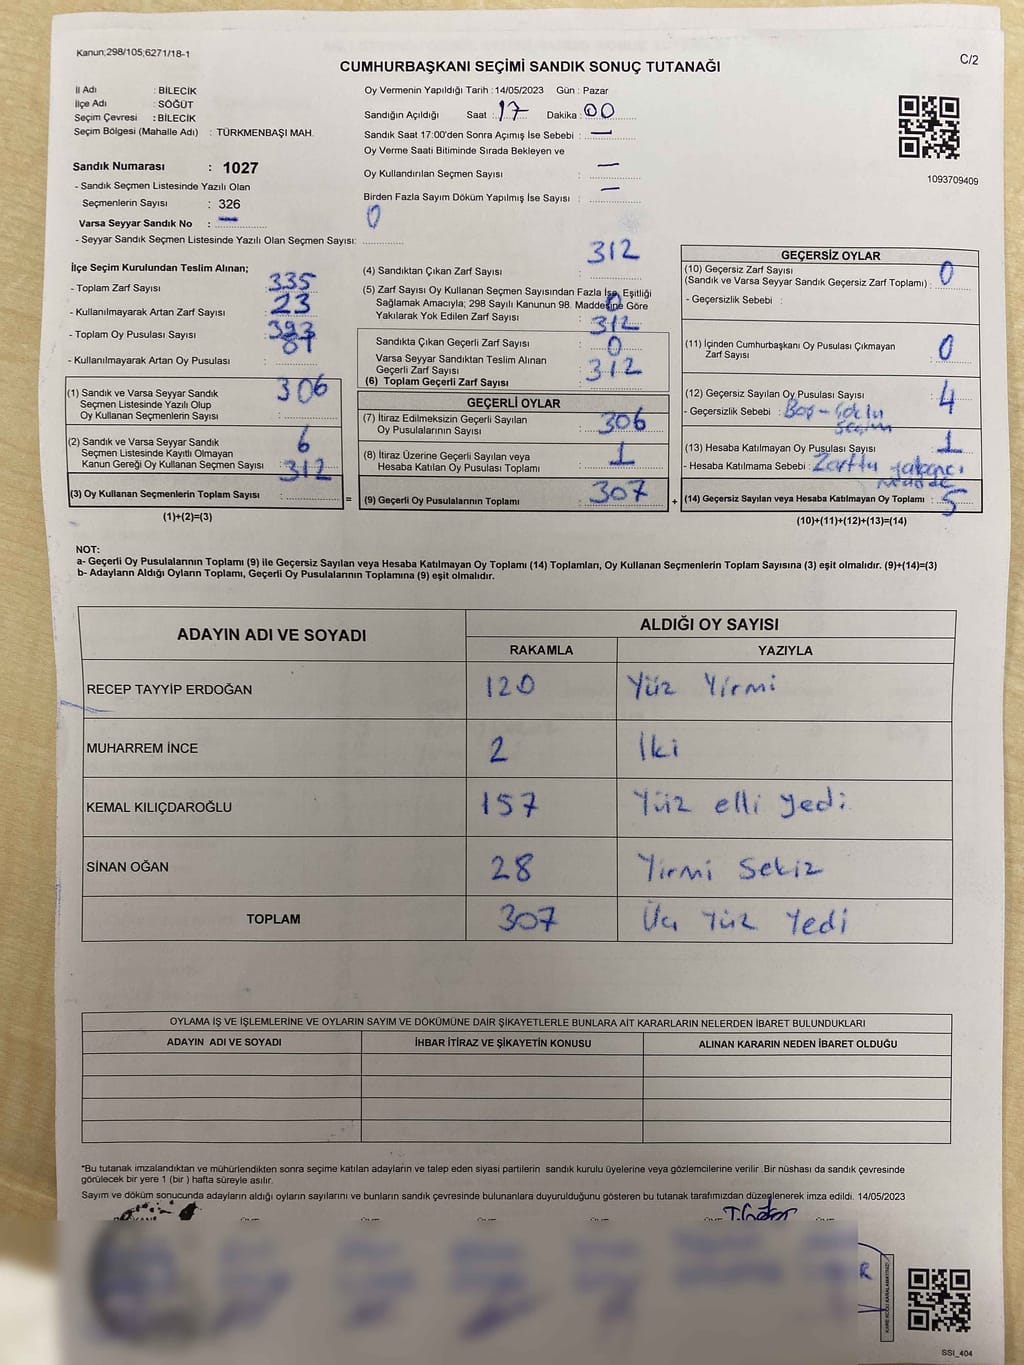 Kanun;298/105;6271/18-1
C/2
CUMHURBAŞKANI SEÇİMİ SANDIK SONUÇ TUTANAĞI
İl Adı : BİLECİK
İlçe Adı : SÖĞÜT
Seçim Çevresi : BİLECİK
Seçim Bölgesi (Mahalle Adı) : TÜRKMENBAŞI MAH.
Sandık Numarası : 1027
- Sandık Seçmen Listesinde Yazılı Olan
Seçmenlerin Sayısı : 326
Varsa Seyyar Sandık No : —
- Seyyar Sandık Seçmen Listesinde Yazılı Olan Seçmen Sayısı: 0
Oy Vermenin Yapıldığı Tarih : 14/05/2023 Gün : Pazar
Sandığın Açıldığı Saat : 17 Dakika : 00
Sandık Saat 17:00'den Sonra Açımış İse Sebebi : —
Oy Verme Saati Bitiminde Sırada Bekleyen ve
Oy Kullandırılan Seçmen Sayısı : —
Birden Fazla Sayım Döküm Yapılmış İse Sayısı : —
1093709409
İlçe Seçim Kurulundan Teslim Alınan;
- Toplam Zarf Sayısı : 335
- Kullanılmayarak Artan Zarf Sayısı : 23
- Toplam Oy Pusulası Sayısı : 393
- Kullanılmayarak Artan Oy Pusulası : 81
(1) Sandık ve Varsa Seyyar Sandık
Seçmen Listesinde Yazılı Olup
Oy Kullanan Seçmenlerin Sayısı : 306
(2) Sandık ve Varsa Seyyar Sandık
Seçmen Listesinde Kayıtlı Olmayan
Kanun Gereği Oy Kullanan Seçmen Sayısı : 6
(3) Oy Kullanan Seçmenlerin Toplam Sayısı : 312
(1)+(2)=(3)
(4) Sandıktan Çıkan Zarf Sayısı : 312
(5) Zarf Sayısı Oy Kullanan Seçmen Sayısından Fazla İse, Eşitliği
Sağlamak Amacıyla; 298 Sayılı Kanunun 98. Maddesine Göre
Yakılarak Yok Edilen Zarf Sayısı : 0
Sandıkta Çıkan Geçerli Zarf Sayısı : 312
Varsa Seyyar Sandıktan Teslim Alınan
Geçerli Zarf Sayısı : 0
(6) Toplam Geçerli Zarf Sayısı : 312
=
GEÇERLİ OYLAR
(7) İtiraz Edilmeksizin Geçerli Sayılan
Oy Pusulalarının Sayısı : 306
(8) İtiraz Üzerine Geçerli Sayılan veya
Hesaba Katılan Oy Pusulası Toplamı : 1
(9) Geçerli Oy Pusulalarının Toplamı : 307
+
GEÇERSİZ OYLAR
(10) Geçersiz Zarf Sayısı
(Sandık ve Varsa Seyyar Sandık Geçersiz Zarf Toplamı) : 0
- Geçersizlik Sebebi :
(11) İçinden Cumhurbaşkanı Oy Pusulası Çıkmayan
Zarf Sayısı : 0
(12) Geçersiz Sayılan Oy Pusulası Sayısı : 4
- Geçersizlik Sebebi : Boş - Çoklu
Seçim
(13) Hesaba Katılmayan Oy Pusulası Sayısı : 1
- Hesaba Katılmama Sebebi : Zarfta yabancı
madde
(14) Geçersiz Sayılan veya Hesaba Katılmayan Oy Toplamı : 5
(10)+(11)+(12)+(13)=(14)
NOT:
a- Geçerli Oy Pusulalarının Toplamı (9) ile Geçersiz Sayılan veya Hesaba Katılmayan Oy Toplamı (14) Toplamları, Oy Kullanan Seçmenlerin Toplam Sayısına (3) eşit olmalıdır. (9)+(14)=(3)
b- Adayların Aldığı Oyların Toplamı, Geçerli Oy Pusulalarının Toplamına (9) eşit olmalıdır.
ADAYIN ADI VE SOYADI
ALDIĞI OY SAYISI
RAKAMLA YAZIYLA
RECEP TAYYİP ERDOĞAN 120 Yüz Yirmi
MUHARREM İNCE 2 İki
KEMAL KILIÇDAROĞLU 157 Yüz elli yedi
SİNAN OĞAN 28 Yirmi Sekiz
TOPLAM 307 Üç Yüz Yedi
OYLAMA İŞ VE İŞLEMLERİNE VE OYLARIN SAYIM VE DÖKÜMÜNE DAİR ŞİKAYETLERLE BUNLARA AİT KARARLARIN NELERDEN İBARET BULUNDUKLARI
ADAYIN ADI VE SOYADI İHBAR İTİRAZ VE ŞİKAYETİN KONUSU ALINAN KARARIN NEDEN İBARET OLDUĞU
*Bu tutanak imzalandıktan ve mühürlendikten sonra seçime katılan adayların ve talep eden siyasi partilerin sandık kurulu üyelerine veya gözlemcilerine verilir .Bir nüshası da sandık çevresinde
görülecek bir yere 1 (bir ) hafta süreyle asılır.
Sayım ve döküm sonucunda adayların aldığı oyların sayılarını ve bunların sandık çevresinde bulunanlara duyurulduğunu gösteren bu tutanak tarafımızdan düzenlenerek imza edildi. 14/05/2023
SSI_404